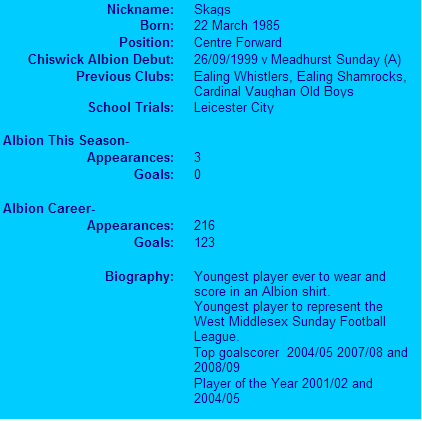 Nickname: Skags
Born: 22 March 1985
Position: Centre Forward
Chiswick Albion Debut: 26/09/1999 v Meadhurst Sunday (A)
Previous Clubs: Ealing Whistlers, Ealing Shamrocks,
Cardinal Vaughan Old Boys
School Trials: Leicester City
Albion This Season-
Appearances: 3
Goals: 0
Albion Career-
Appearances: 216
Goals: 123
Biography: Youngest player ever to wear and
score in an Albion shirt.
Youngest player to represent the
West Middlesex Sunday Football
League.
Top goalscorer 2004/05 2007/08 and
2008/09
Player of the Year 2001/02 and
2004/05